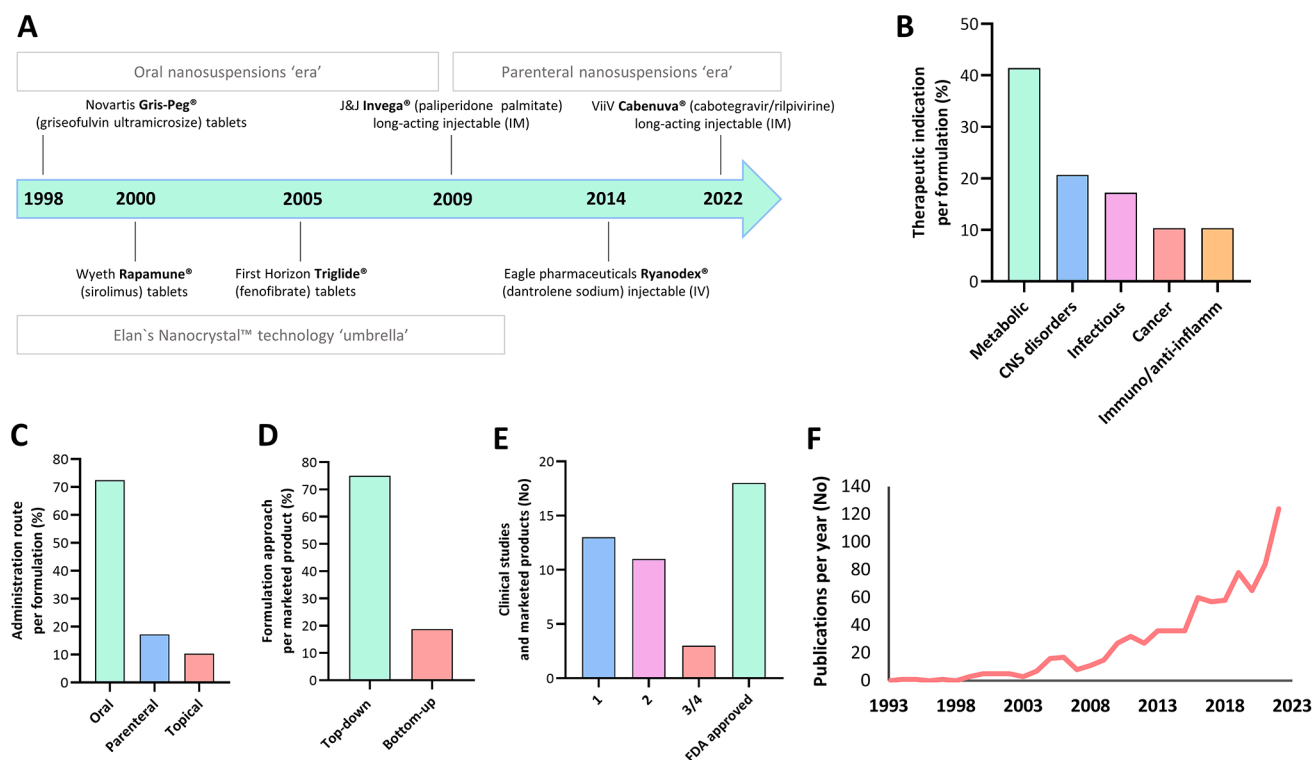 A
Oral nanosuspensions ‘era’
Parenteral nanosuspensions ‘era’
Novartis Gris-Peg®
(griseofulvin ultramicrosize) tablets
J&J Invega® (paliperidone palmitate)
long-acting injectable (IM)
ViiV Cabenuva® (cabotegravir/rilpivirine)
long-acting injectable (IM)
1998
2000
2005
2009
2014
2022
Wyeth Rapamune®
(sirolimus) tablets
First Horizon Triglide®
(fenofibrate) tablets
Eagle pharmaceuticals Ryanodex®
(dantrolene sodium) injectable (IV)
Elan`s Nanocrystal™ technology ‘umbrella’
B
Therapeutic indication
per formulation (%)
50
40
30
20
10
0
Metabolic
CNS disorders
Infectious
Cancer
Immuno/anti-inflamm
C
Administration route
per formulation (%)
80
70
60
50
40
30
20
10
0
Oral
Parenteral
Topical
D
Formulation approach
per marketed product (%)
80
70
60
50
40
30
20
10
0
Top-down
Bottom-up
E
Clinical studies
and marketed products (No)
20
15
10
5
0
1
2
3/4
FDA approved
F
Publications per year (No)
140
120
100
80
60
40
20
0
1993
1998
2003
2008
2013
2018
2023